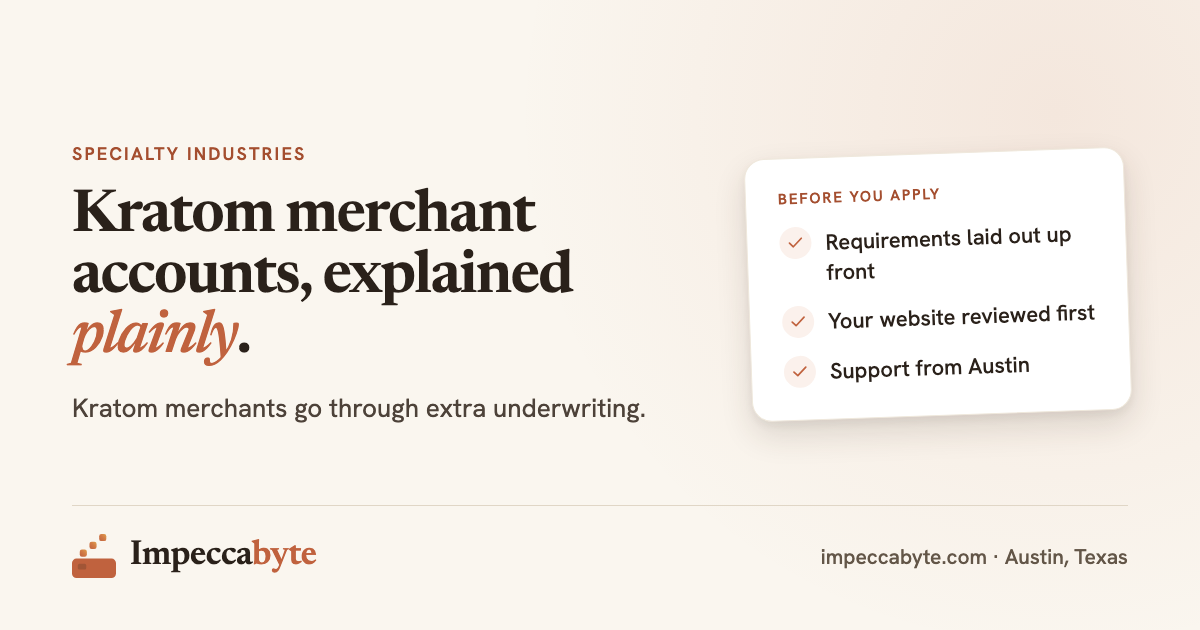 SPECIALTY INDUSTRIES
Kratom merchant
accounts, explained
plainly.
Kratom merchants go through extra underwriting.
BEFORE YOU APPLY
Requirements laid out up
front
Your website reviewed first
Support from Austin
Impeccabyte
impeccabyte.com · Austin, Texas